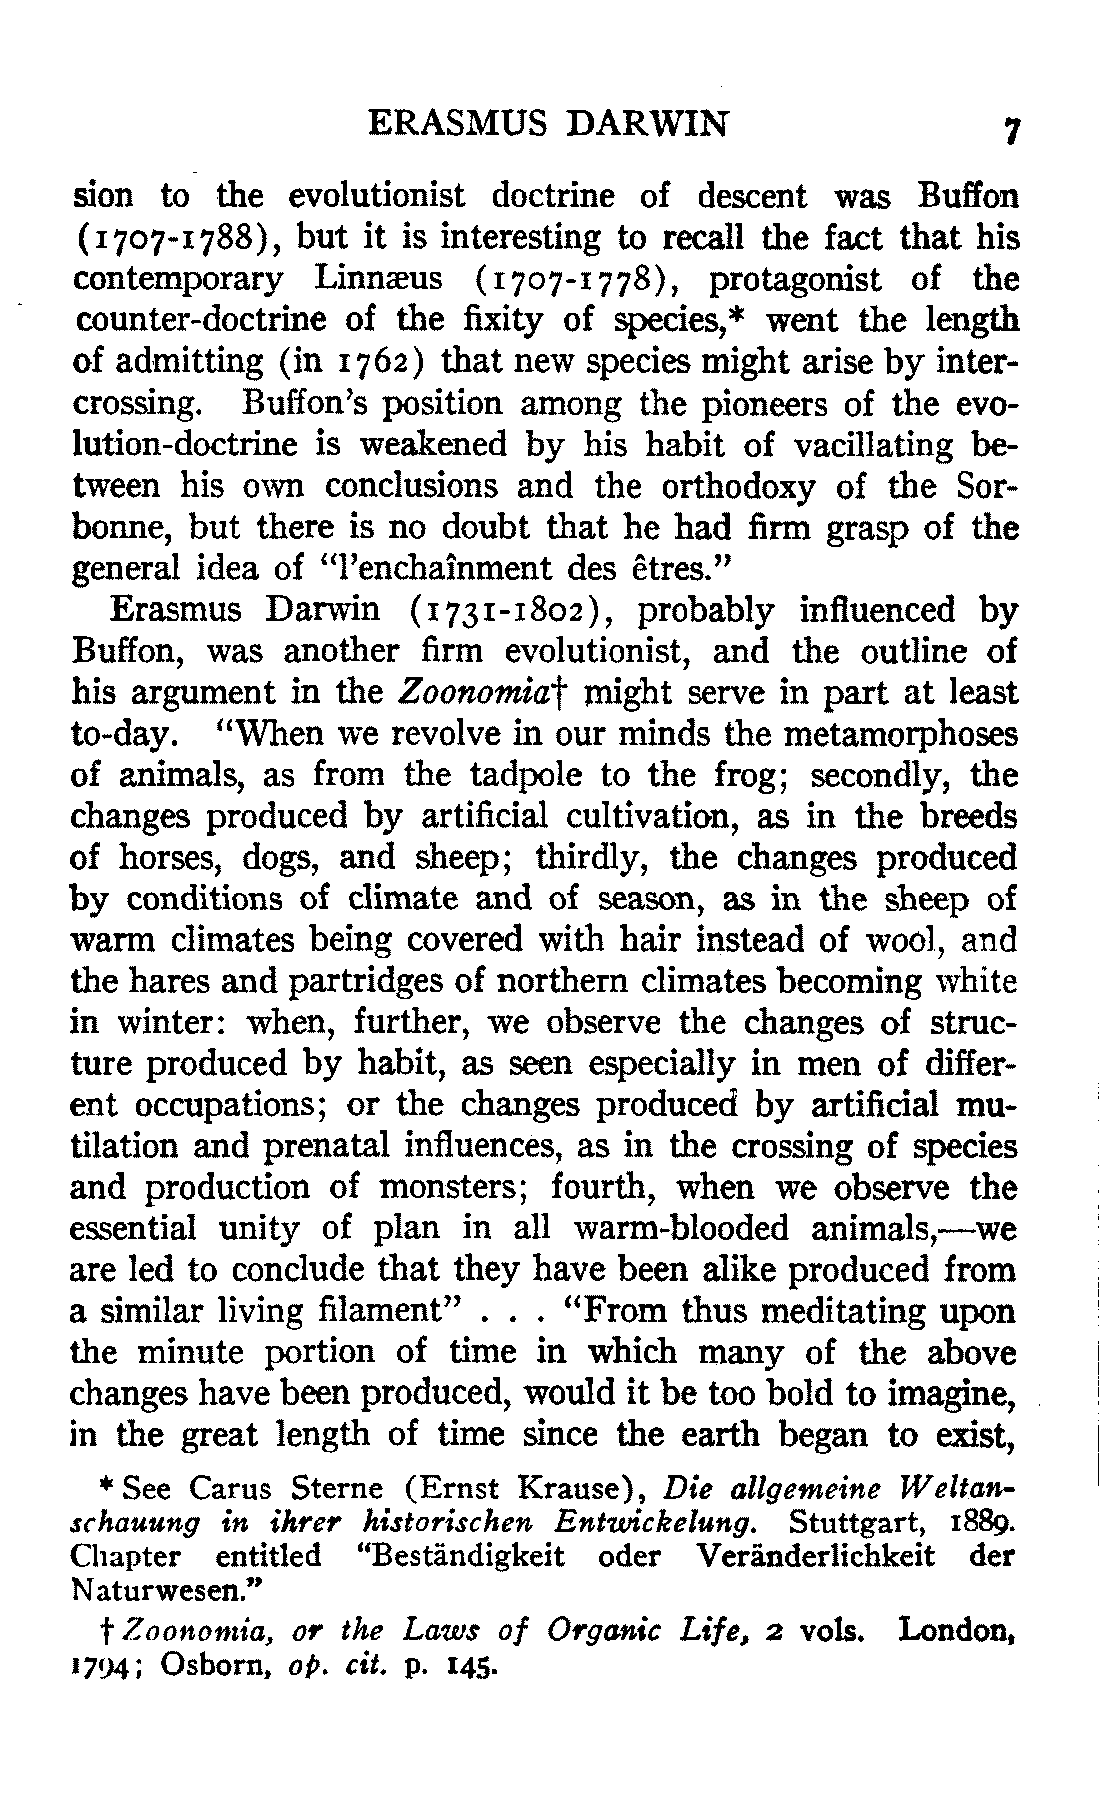 ERASMUS DARWIN 7
sion to the evolutionist doctrine of descent was Buffon
(1707-1788), but it is interesting to recall the fact that his
contemporary Linnæus (1707-1778), protagonist of the
counter-doctrine of the fixity of species,* went the length
of admitting (in 1762) that new species might arise by inter-
crossing. Buffon's position among the pioneers of the evo-
lution-doctrine is weakened by his habit of vacillating be-
tween his own conclusions and the orthodoxy of the Sor-
bonne, but there is no doubt that he had firm grasp of the
general idea of "l'enchaînment des êtres."
Erasmus Darwin (1731-1802), probably influenced by
Buffon, was another firm evolutionist, and the outline of
his argument in the Zoonomia† might serve in part at least
to-day. "When we revolve in our minds the metamorphoses
of animals, as from the tadpole to the frog; secondly, the
changes produced by artificial cultivation, as in the breeds
of horses, dogs, and sheep; thirdly, the changes produced
by conditions of climate and of season, as in the sheep of
warm climates being covered with hair instead of wool, and
the hares and partridges of northern climates becoming white
in winter: when, further, we observe the changes of struc-
ture produced by habit, as seen especially in men of differ-
ent occupations; or the changes produced by artificial mu-
tilation and prenatal influences, as in the crossing of species
and production of monsters; fourth, when we observe the
essential unity of plan in all warm-blooded animals,—we
are led to conclude that they have been alike produced from
a similar living filament" . . . "From thus meditating upon
the minute portion of time in which many of the above
changes have been produced, would it be too bold to imagine,
in the great length of time since the earth began to exist,
* See Carus Sterne (Ernst Krause), Die allgemeine Weltan-
schauung in ihrer historischen Entwickelung. Stuttgart, 1889.
Chapter entitled "Beständigkeit oder Veränderlichkeit der
Naturwesen."
† Zoonomia, or the Laws of Organic Life, 2 vols. London,
1794; Osborn, op. cit. p. 145.